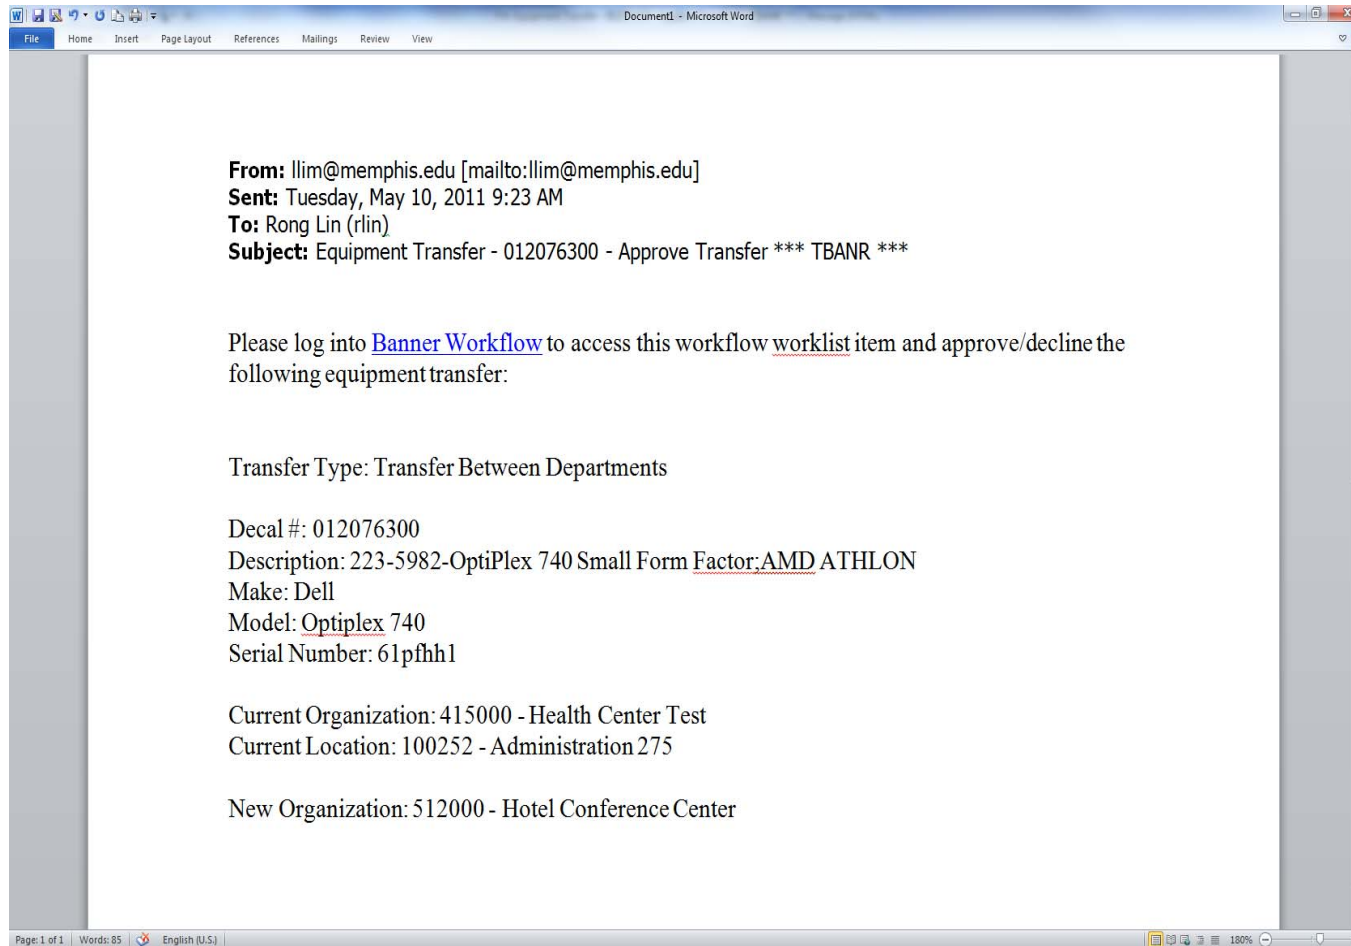 Document1 - Microsoft Word
File Home Insert Page Layout References Mailings Review View
From: llim@memphis.edu [mailto:llim@memphis.edu]
Sent: Tuesday, May 10, 2011 9:23 AM
To: Rong Lin (rlin)
Subject: Equipment Transfer - 012076300 - Approve Transfer *** TBANR ***
Please log into Banner Workflow to access this workflow worklist item and approve/decline the
following equipment transfer:
Transfer Type: Transfer Between Departments
Decal #: 012076300
Description: 223-5982-OptiPlex 740 Small Form Factor;AMD ATHLON
Make: Dell
Model: Optiplex 740
Serial Number: 61pfhh1
Current Organization: 415000 - Health Center Test
Current Location: 100252 - Administration 275
New Organization: 512000 - Hotel Conference Center
Page: 1 of 1 Words: 85 English (U.S.) 180%